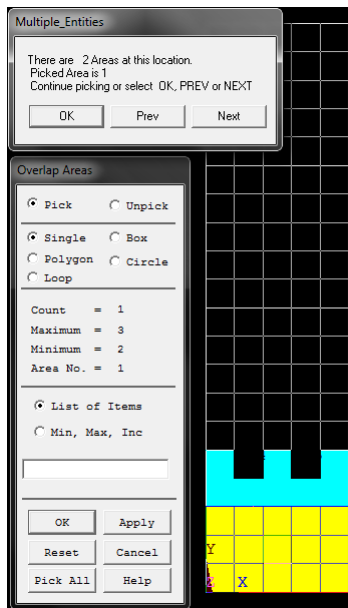 Multiple_Entities
There are 2 Areas at this location.
Picked Area is 1
Continue picking or select OK, PREV or NEXT
OK Prev Next
Overlap Areas
Pick Unpick
Single Box
Polygon Circle
Loop
Count = 1
Maximum = 3
Minimum = 2
Area No. = 1
List of Items
Min, Max, Inc
OK Apply
Reset Cancel
Pick All Help
Y
X